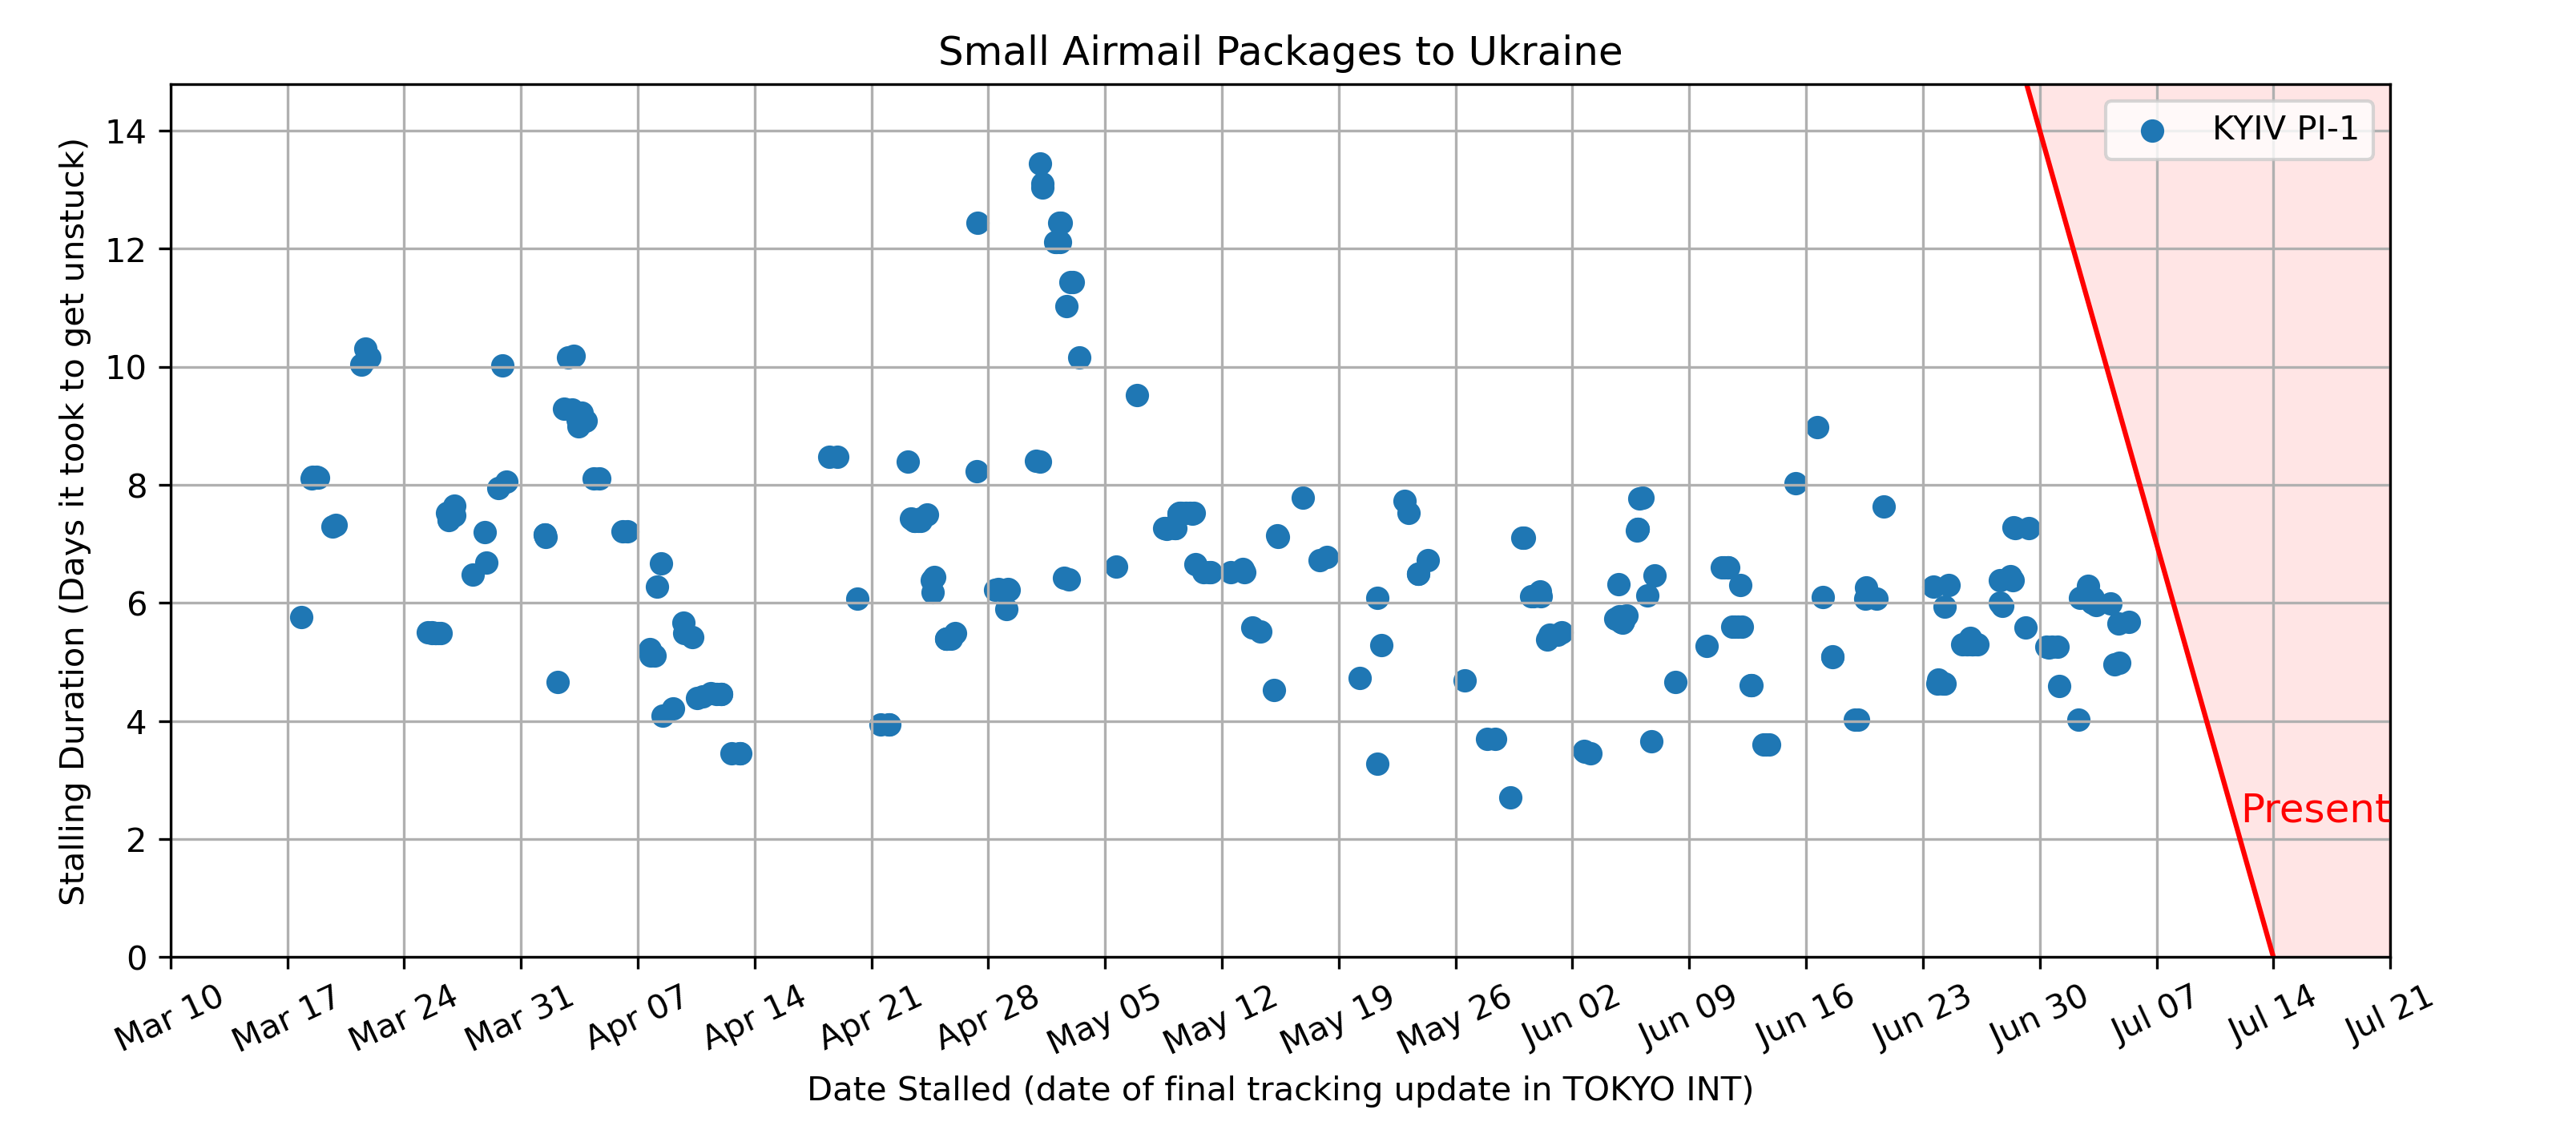 Small Airmail Packages to Ukraine
KYIV PI-1
14
12
10
8
6
4
2
0
Stalling Duration (Days it took to get unstuck)
Present
Mar 10
Mar 17
Mar 24
Mar 31
Apr 07
Apr 14
Apr 21
Apr 28
May 05
May 12
May 19
May 26
Jun 02
Jun 09
Jun 16
Jun 23
Jun 30
Jul 07
Jul 14
Jul 21
Date Stalled (date of final tracking update in TOKYO INT)